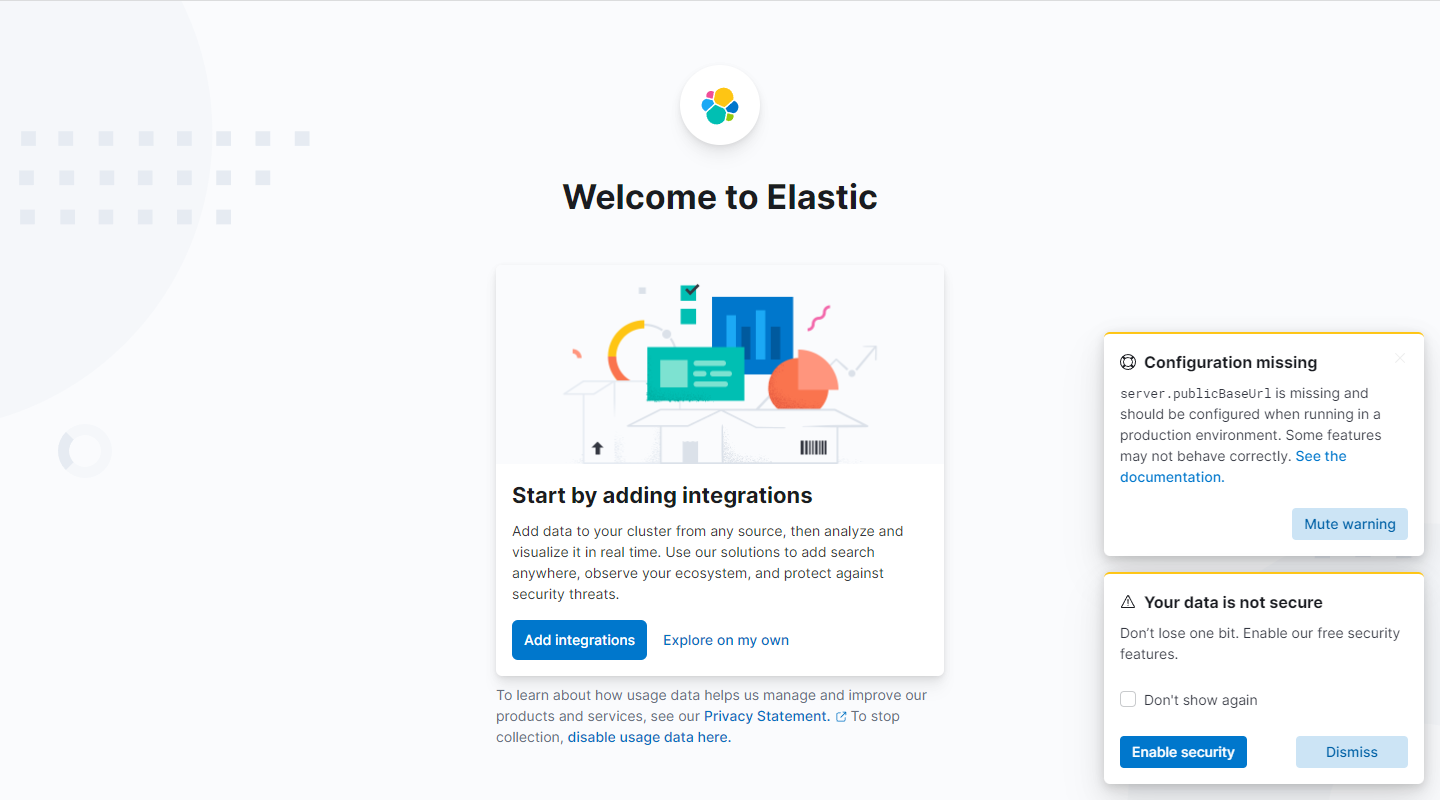 Welcome to Elastic
Start by adding integrations
Add data to your cluster from any source, then analyze and
visualize it in real time. Use our solutions to add search
anywhere, observe your ecosystem, and protect against
security threats.
Add integrations
Explore on my own
To learn about how usage data helps us manage and improve our
products and services, see our Privacy Statement. To stop
collection, disable usage data here.
Configuration missing
server.publicBaseUrl is missing and
should be configured when running in a
production environment. Some features
may not behave correctly. See the
documentation.
Mute warning
Your data is not secure
Don’t lose one bit. Enable our free security
features.
Don't show again
Enable security
Dismiss